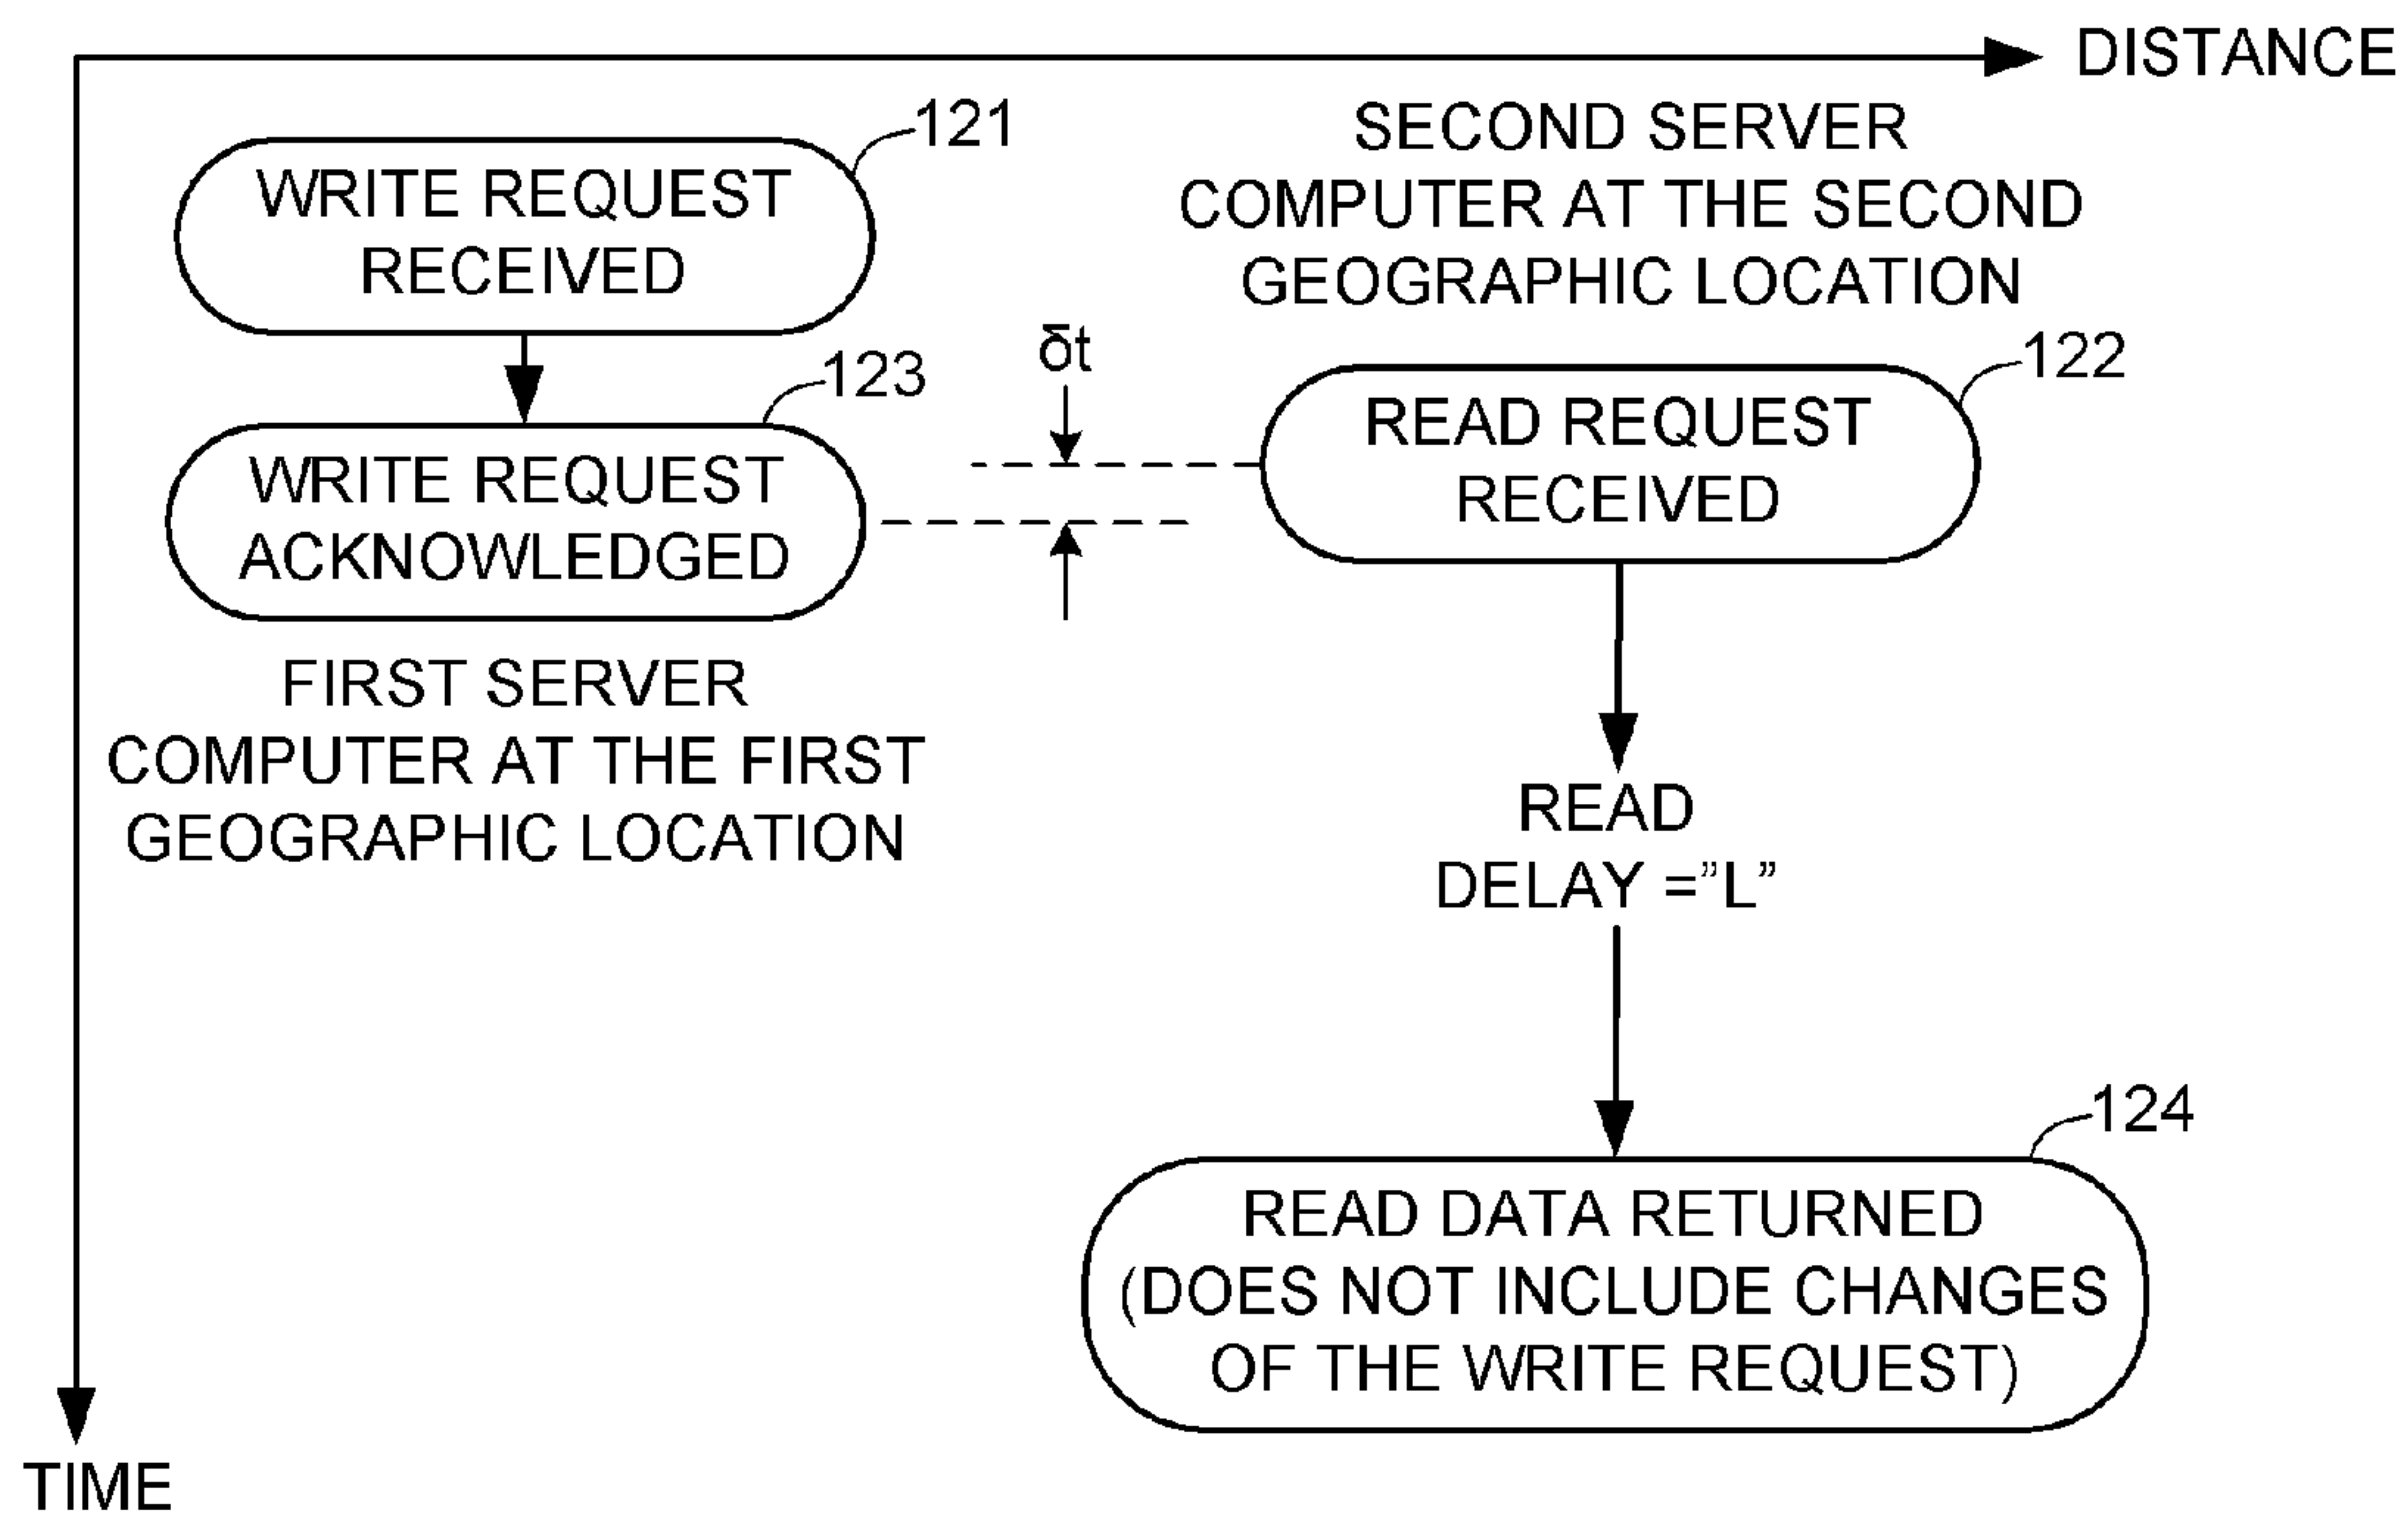 DISTANCE
121
WRITE REQUEST
RECEIVED
SECOND SERVER
COMPUTER AT THE SECOND
GEOGRAPHIC LOCATION
δt
123
WRITE REQUEST
ACKNOWLEDGED
122
READ REQUEST
RECEIVED
FIRST SERVER
COMPUTER AT THE FIRST
GEOGRAPHIC LOCATION
READ
DELAY =”L”
124
READ DATA RETURNED
(DOES NOT INCLUDE CHANGES
OF THE WRITE REQUEST)
TIME